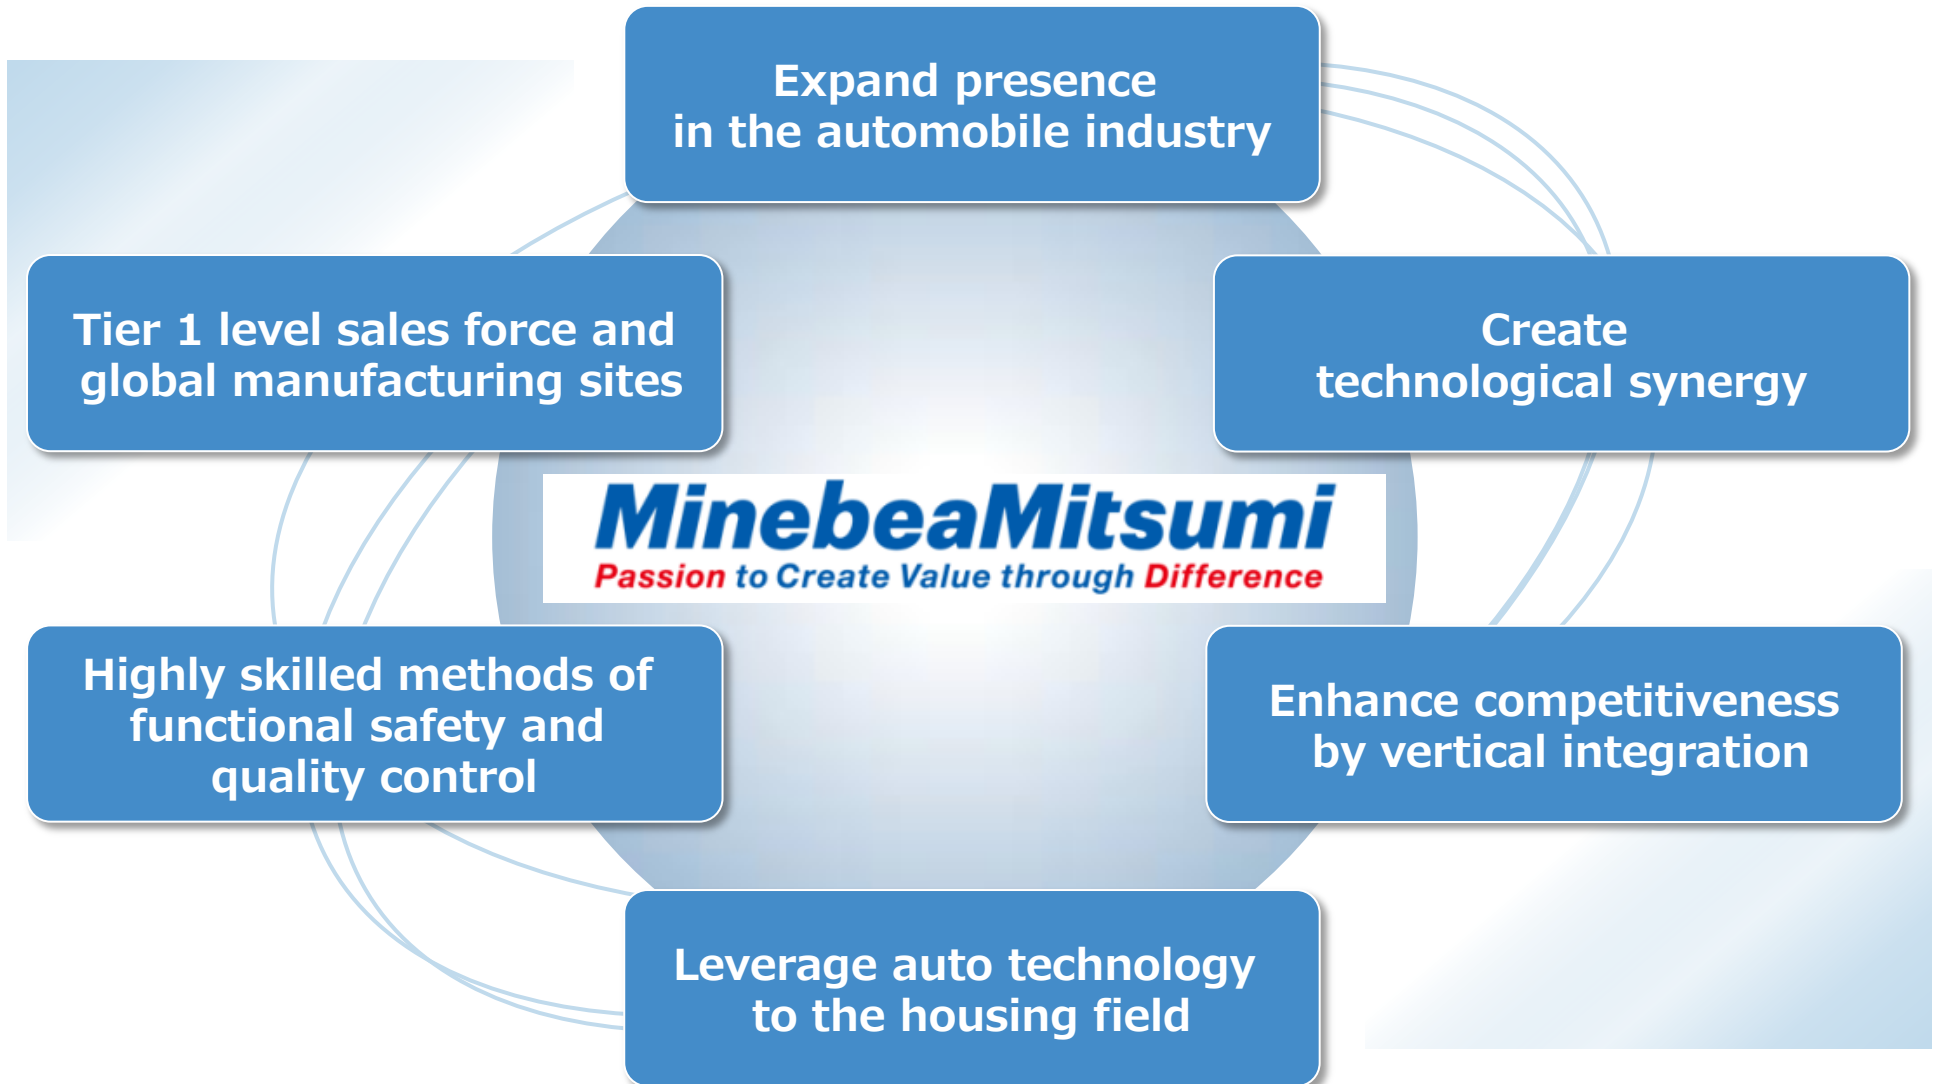 Expand presence
in the automobile industry
Tier 1 level sales force and
global manufacturing sites
Create
technological synergy
MinebeaMitsumi
Passion to Create Value through Difference
Highly skilled methods of
functional safety and
quality control
Enhance competitiveness
by vertical integration
Leverage auto technology
to the housing field